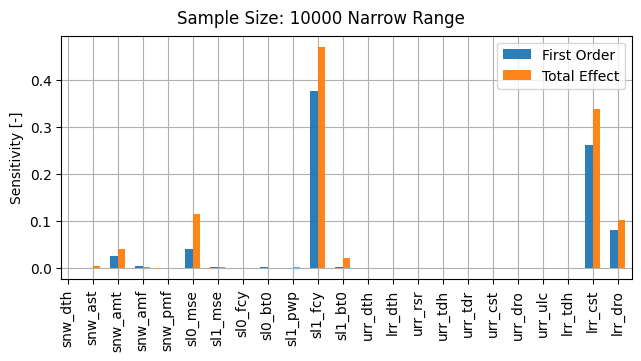 Sample Size: 10000 Narrow Range
First Order
Total Effect
Sensitivity [-]
0.4
0.3
0.2
0.1
0.0
snw_dth
snw_ast
snw_amt
snw_amf
snw_pmf
sl0_mse
sl1_mse
sl0_fcy
sl0_bt0
sl1_pwp
sl1_fcy
sl1_bt0
urr_dth
lrr_dth
urr_rsr
urr_tdh
urr_tdr
urr_cst
urr_dro
urr_ulc
lrr_tdh
lrr_cst
lrr_dro